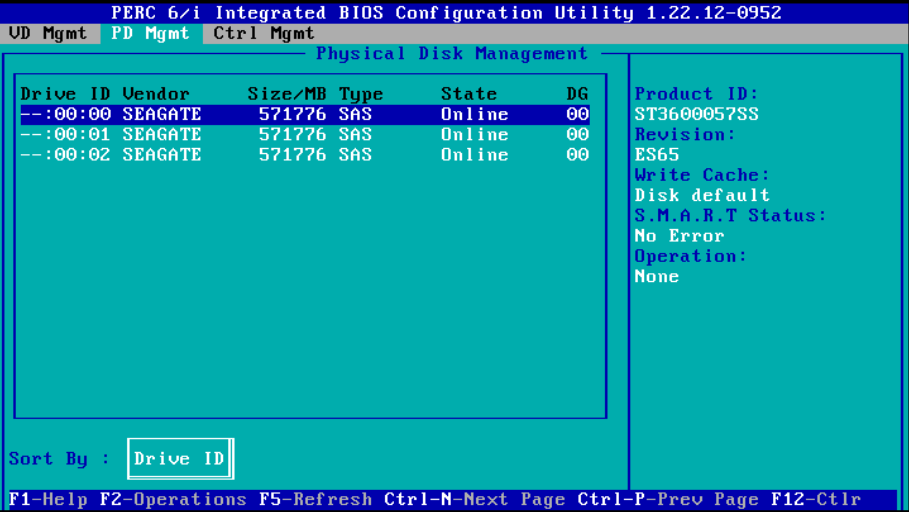 PERC 6/i Integrated BIOS Configuration Utility 1.22.12-0952
VD Mgmt PD Mgmt Ctrl Mgmt
Physical Disk Management
Drive ID Vendor Size/MB Type State DG
--:00:00 SEAGATE 571776 SAS Online 00
--:00:01 SEAGATE 571776 SAS Online 00
--:00:02 SEAGATE 571776 SAS Online 00
Product ID:
ST3600057SS
Revision:
ES65
Write Cache:
Disk default
S.M.A.R.T Status:
No Error
Operation:
None
Sort By : Drive ID
F1-Help F2-Operations F5-Refresh Ctrl-N-Next Page Ctrl-P-Prev Page F12-Ctlr